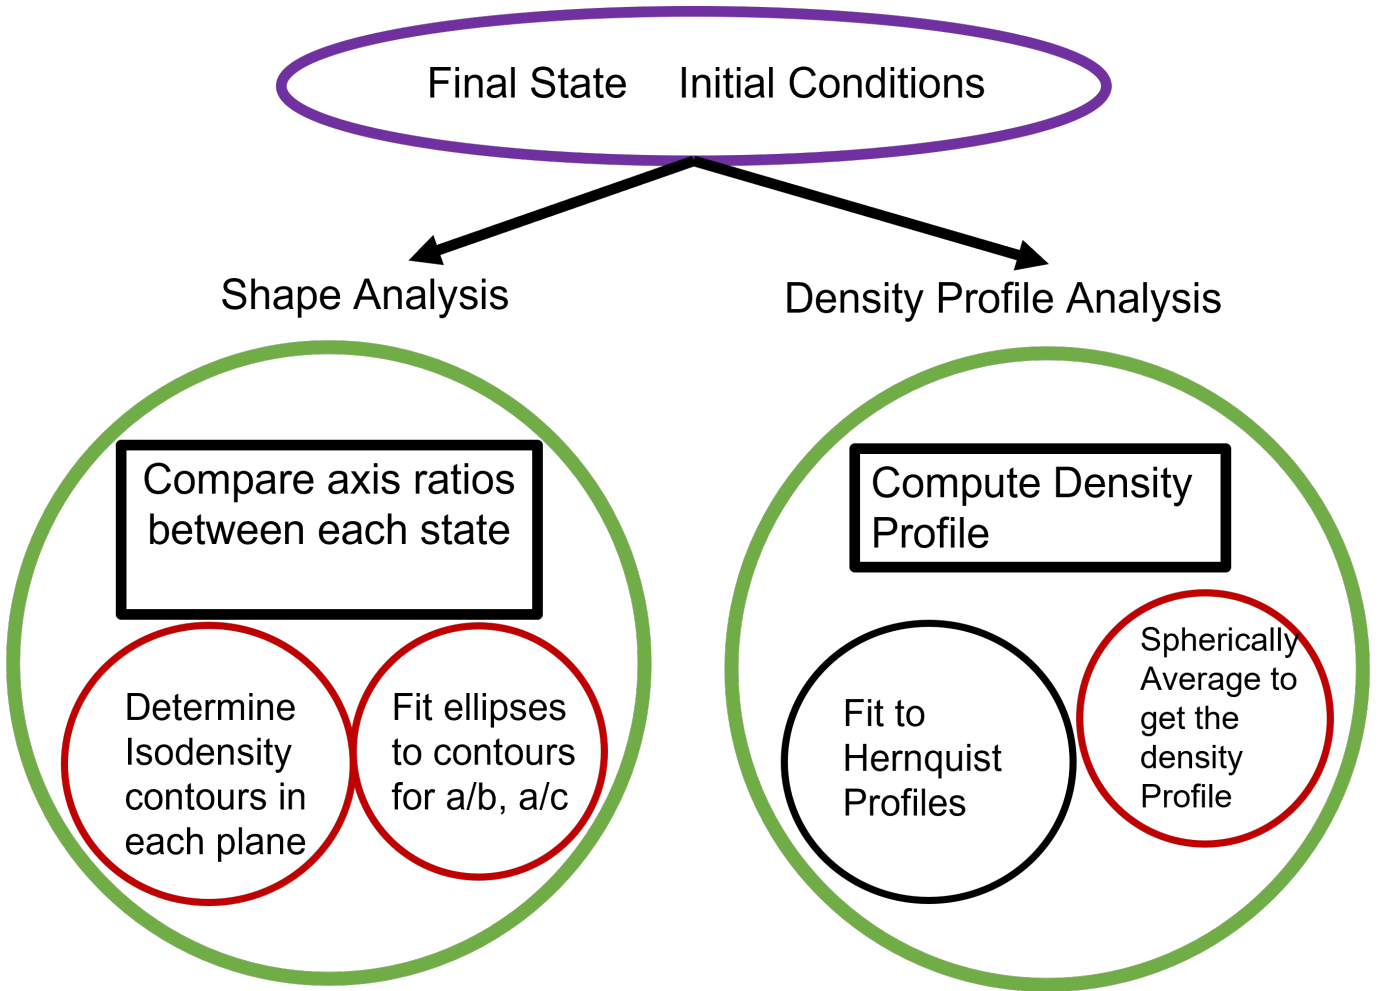 Final State Initial Conditions
Shape Analysis
Density Profile Analysis
Compare axis ratios
between each state
Determine
Isodensity
contours in
each plane
Fit ellipses
to contours
for a/b, a/c
Compute Density
Profile
Fit to
Hernquist
Profiles
Spherically
Average to
get the
density
Profile